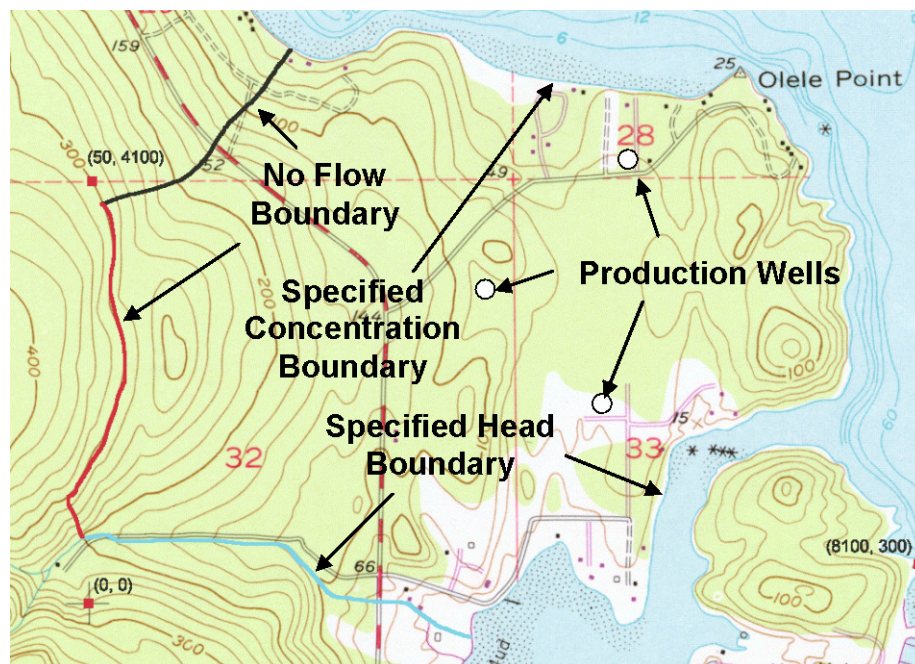 159
6
12
25
Olele Point
28
300
(50, 4100)
52
100
No Flow
Boundary
49
Specified
Concentration
Boundary
Production Wells
200
144
400
100
Specified Head
Boundary
15
32
33
60
66
(8100, 300)
(0, 0)
100
300